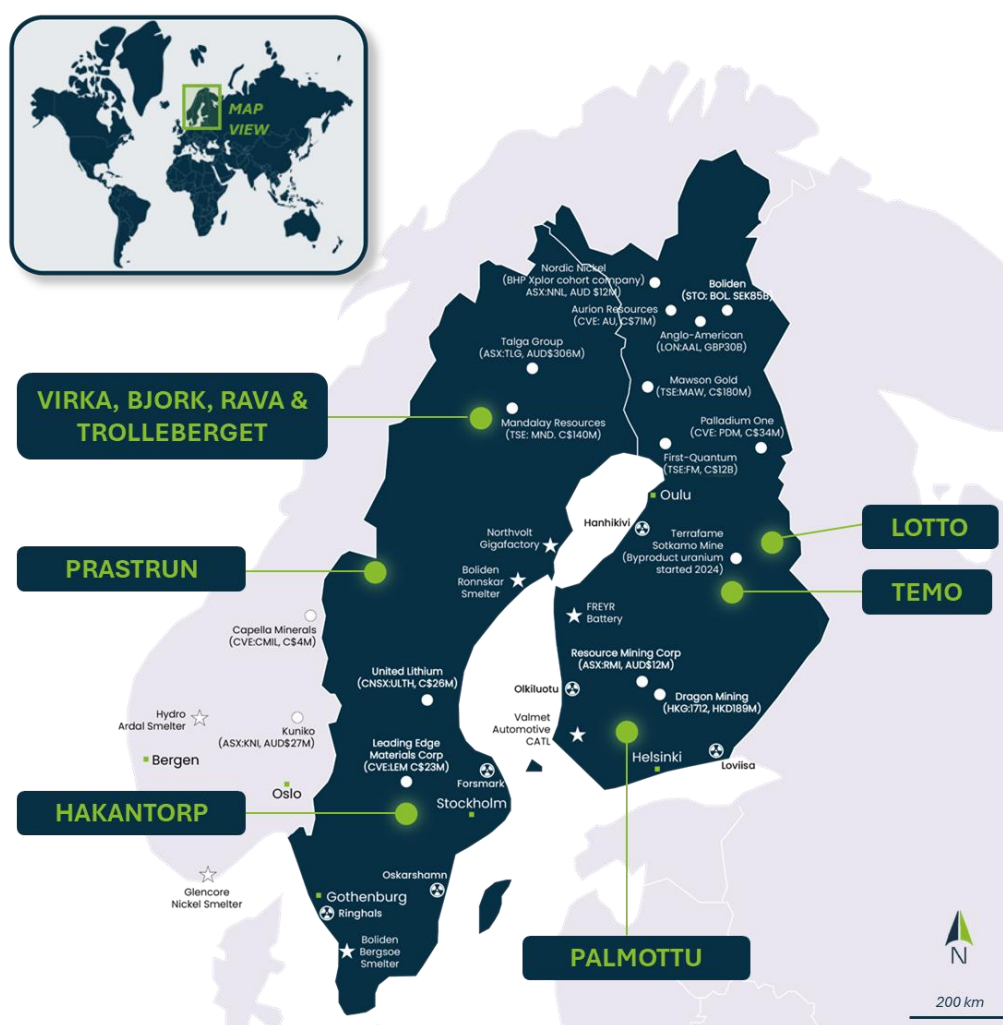 MAP
VIEW
Nordic Nickel
(BHP Xplor cohort company)
ASX:NNL, AUD $12M)
Boliden
(STO: BOL. SEK85B)
Aurion Resources
(CVE: AU, C$71M)
Anglo-American
(LON:AAL, GBP30B)
Talga Group
(ASX:TLG, AUD$306M)
Mawson Gold
(TSE:MAW, C$180M)
VIRKA, BJORK, RAVA &
TROLLEBERGET
Mandalay Resources
(TSE: MND. C$140M)
Palladium One
(CVE: PDM, C$34M)
First-Quantum
(TSE:FM, C$12B)
Oulu
Hanhikivi
LOTTO
Northvolt
Gigafactory
Terrafame
Sotkamo Mine
(Byproduct uranium
started 2024)
PRASTRUN
Boliden
Ronnskar
Smelter
TEMO
FREYR
Battery
Capella Minerals
(CVE:CMIL, C$4M)
Resource Mining Corp
(ASX:RMI, AUD$12M)
United Lithium
(CNSX:ULTH, C$26M)
Olkiluotu
Dragon Mining
(HKG:1712, HKD189M)
Hydro
Ardal Smelter
Kuniko
(ASX:KNI, AUD$27M)
Valmet
Automotive
CATL
Bergen
Leading Edge
Materials Corp
(CVE:LEM C$23M)
Helsinki
Loviisa
Forsmark
Oslo
Stockholm
HAKANTORP
Glencore
Nickel Smelter
Oskarshamn
Gothenburg
Ringhals
Boliden
Bergsoe
Smelter
PALMOTTU
N
200 km